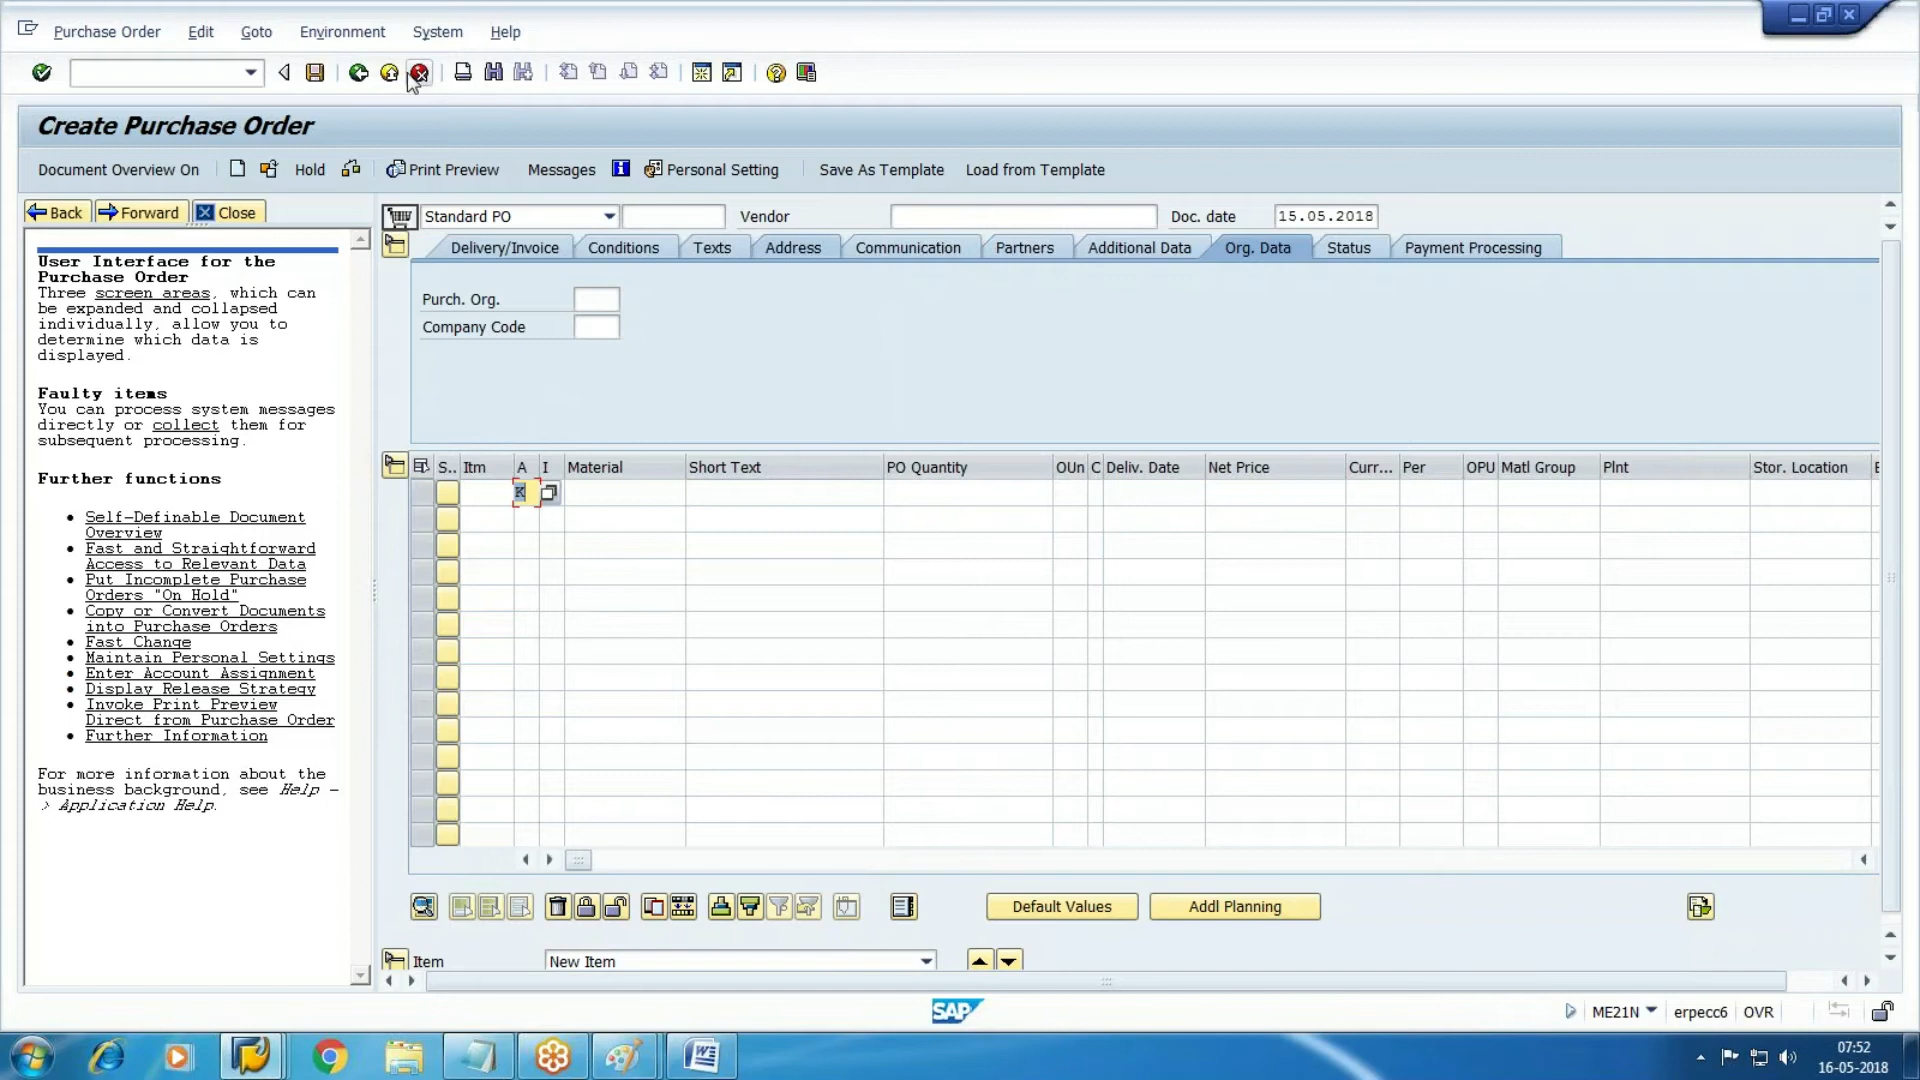 Purchase Order Edit Goto Environment System Help
Create Purchase Order
Document Overview On Hold Print Preview Messages Personal Setting Save As Template Load from Template
Back Forward Close
Standard PO Vendor Doc. date 15.05.2018
Delivery/Invoice Conditions Texts Address Communication Partners Additional Data Org. Data Status Payment Processing
Purch. Org.
Company Code
User Interface for the
Purchase Order
Three screen areas, which can
be expanded and collapsed
individually, allow you to
determine which data is
displayed.
Faulty items
You can process system messages
directly or collect them for
subsequent processing.
Further functions
• Self-Definable Document
Overview
• Fast and Straightforward
Access to Relevant Data
• Put Incomplete Purchase
Orders "On Hold"
• Copy or Convert Documents
into Purchase Orders
• Fast Change
• Maintain Personal Settings
• Enter Account Assignment
• Display Release Strategy
• Invoke Print Preview
Direct from Purchase Order
• Further Information
For more information about the
business background, see Help -
> Application Help.
S.. Itm A I Material Short Text PO Quantity OUn C Deliv. Date Net Price Curr... Per OPU Matl Group Plnt Stor. Location
K
Default Values Addl Planning
Item New Item
SAP ME21N erpecc6 OVR
07:52
16-05-2018